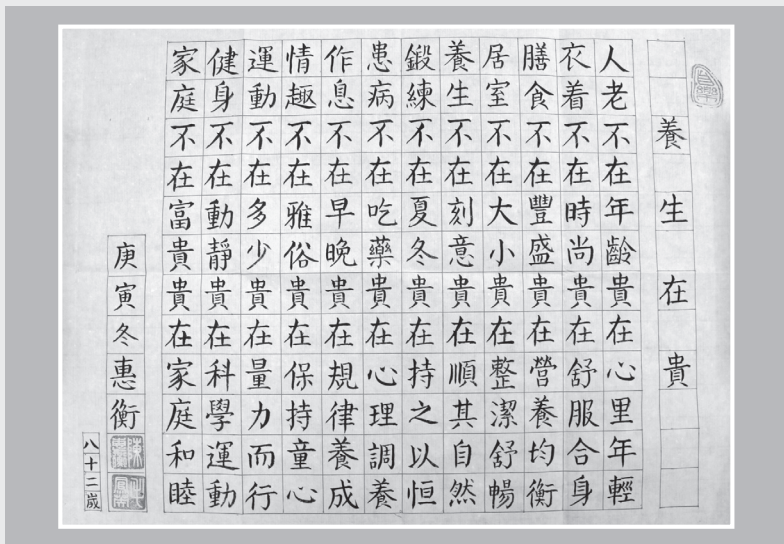 養生在貴
人老不在年齡貴在心里年輕
衣着不在時尚貴在舒服合身
膳食不在豐盛貴在營養均衡
居室不在大小貴在整潔舒暢
養生不在刻意貴在順其自然
鍛練不在夏冬貴在持之以恒
患病不在吃藥貴在心理調養
作息不在早晚貴在規律養成
情趣不在雅俗貴在保持童心
運動不在多少貴在量力而行
健身不在動靜貴在科學運動
家庭不在富貴貴在家庭和睦
庚寅冬惠衡
八十二歲